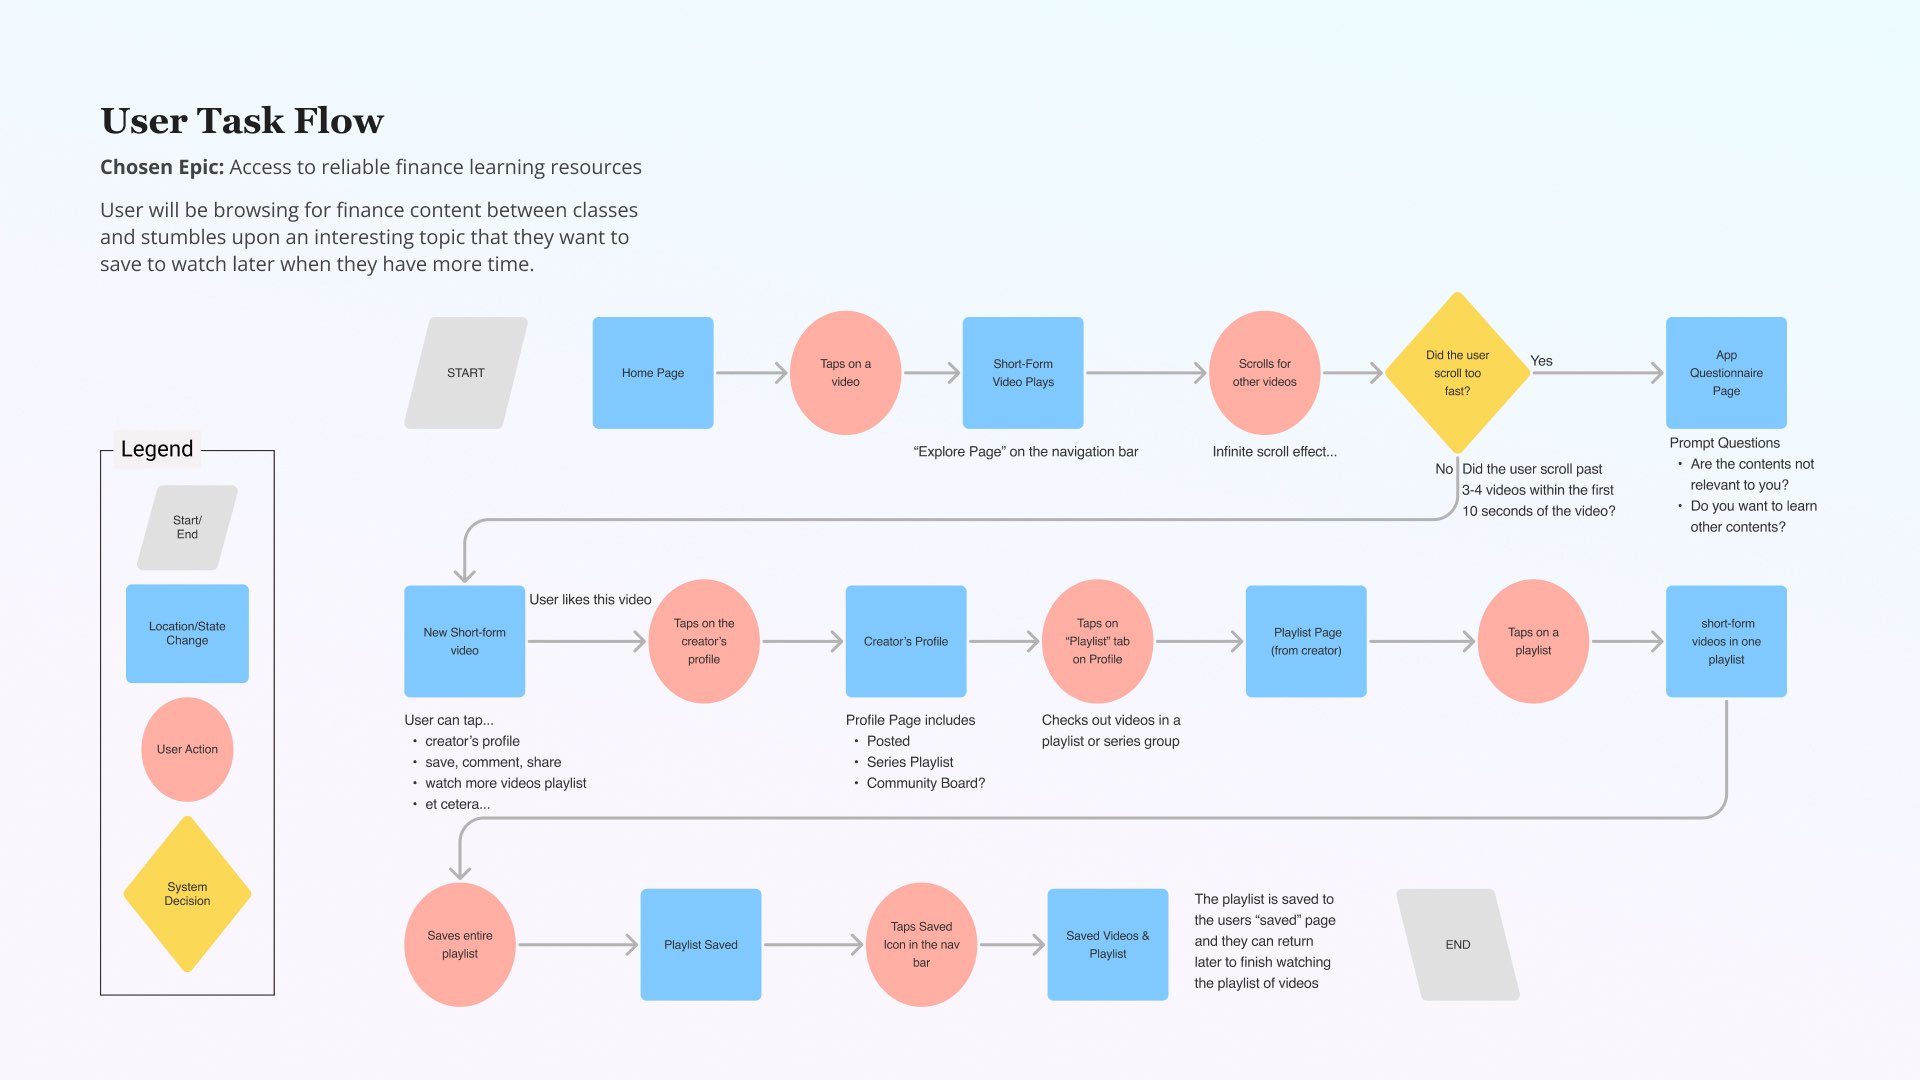 User Task Flow
Chosen Epic: Access to reliable finance learning resources
User will be browsing for finance content between classes
and stumbles upon an interesting topic that they want to
save to watch later when they have more time.
START
Home Page
Taps on a
video
Short-Form
Video Plays
“Explore Page” on the navigation bar
Scrolls for
other videos
Infinite scroll effect...
Did the user
scroll too
fast?
Yes
No
Did the user scroll past
3-4 videos within the first
10 seconds of the video?
App
Questionnaire
Page
Prompt Questions
• Are the contents not
relevant to you?
• Do you want to learn
other contents?
Legend
Start/
End
Location/State
Change
User Action
System
Decision
New Short-form
video
User likes this video
User can tap...
• creator’s profile
• save, comment, share
• watch more videos playlist
• et cetera...
Taps on the
creator’s
profile
Creator’s Profile
Profile Page includes
• Posted
• Series Playlist
• Community Board?
Taps on
“Playlist” tab
on Profile
Checks out videos in a
playlist or series group
Playlist Page
(from creator)
Taps on a
playlist
short-form
videos in one
playlist
Saves entire
playlist
Playlist Saved
Taps Saved
Icon in the nav
bar
Saved Videos &
Playlist
The playlist is saved to
the users “saved” page
and they can return
later to finish watching
the playlist of videos
END